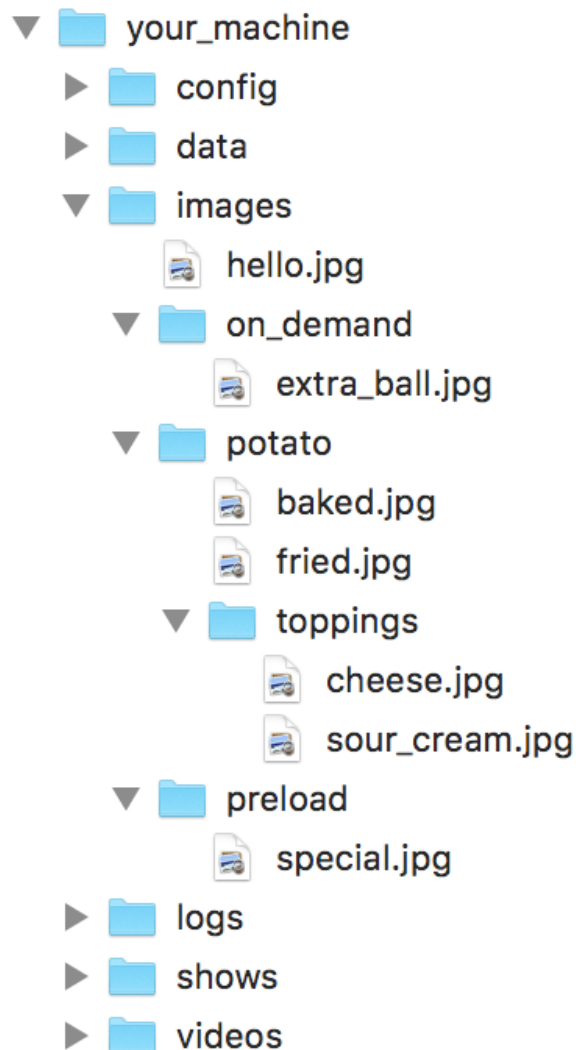 your_machine
config
data
images
hello.jpg
on_demand
extra_ball.jpg
potato
baked.jpg
fried.jpg
toppings
cheese.jpg
sour_cream.jpg
preload
special.jpg
logs
shows
videos